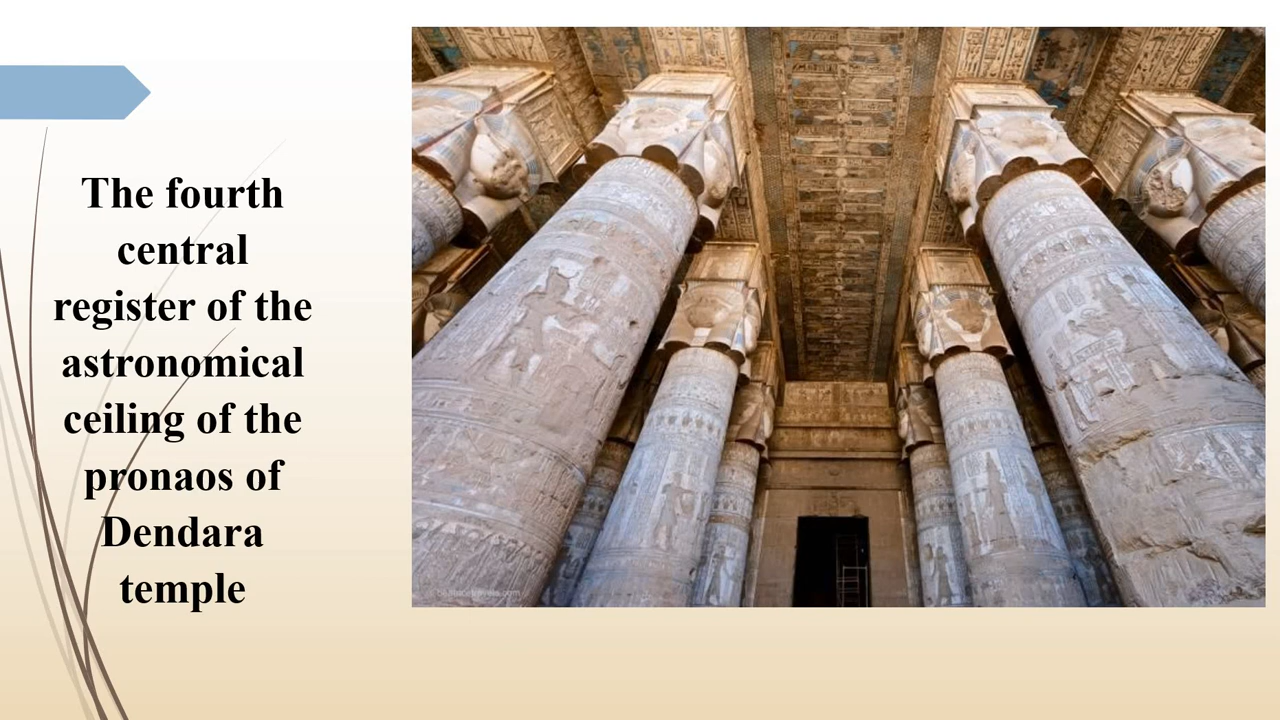 The fourth
central
register of the
astronomical
ceiling of the
pronaos of
Dendara
temple